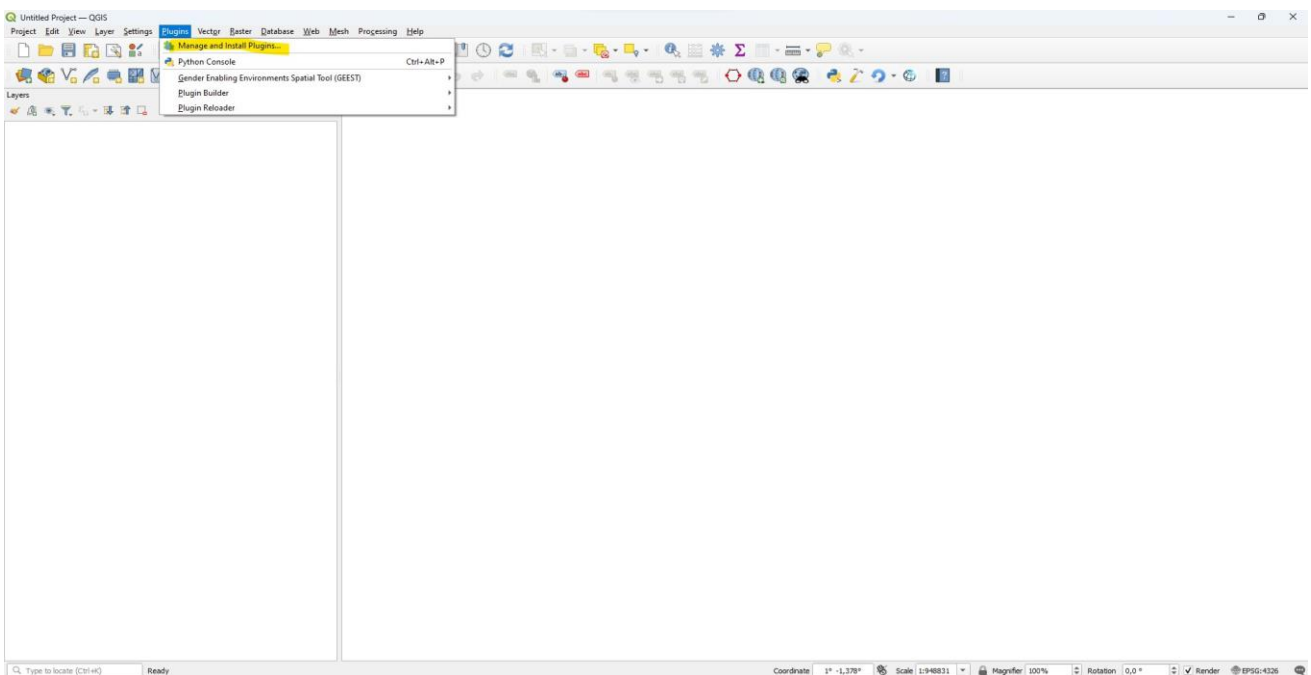 Untitled Project — QGIS
Project Edit View Layer Settings Plugins Vector Raster Database Web Mesh Processing Help
Manage and Install Plugins...
Python Console Ctrl+Alt+P
Gender Enabling Environments Spatial Tool (GEEST)
Plugin Builder
Plugin Reloader
Layers
Type to locate (Ctrl+K) Ready Coordinate 1° -1,378° Scale 1:948831 Magnifier 100% Rotation 0,0 ° Render EPSG:4326